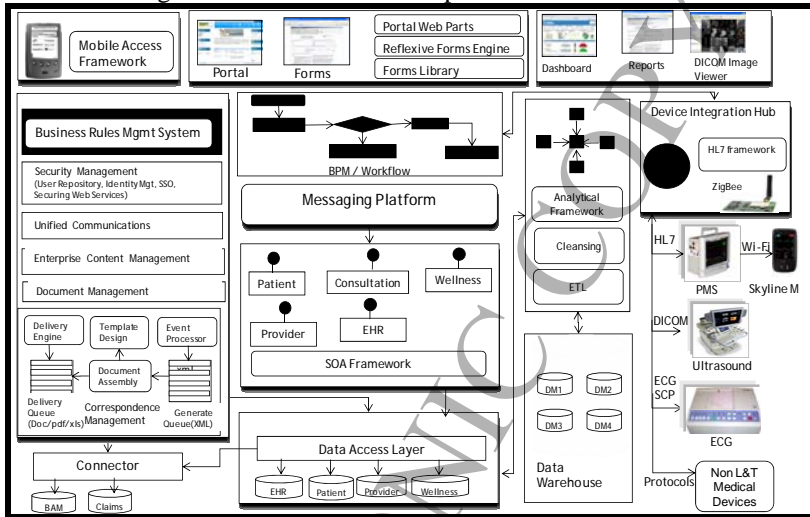 Mobile Access
Framework
Portal
Forms
Portal Web Parts
Reflexive Forms Engine
Forms Library
Dashboard
Reports
DICOM Image
Viewer
Business Rules Mgmt System
Security Management
(User Repository, Identity Mgt, SSO,
Securing Web Services)
Unified Communications
Enterprise Content Management
Document Management
Delivery
Engine
Template
Design
Event
Processor
Document
Assembly
xml
Delivery
Queue
(Doc/pdf/xls)
Correspondence
Management
Generate
Queue(XML)
Connector
BAM
Claims
BPM / Workflow
Messaging Platform
Patient
Consultation
Wellness
Provider
EHR
SOA Framework
Data Access Layer
EHR
Patient
Provider
Wellness
Analytical
Framework
Cleansing
ETL
DM1
DM2
DM3
DM4
Data
Warehouse
Device Integration Hub
HL7 framework
ZigBee
HL7
Wi-Fi
PMS
Skyline M
DICOM
Ultrasound
ECG
SCP
ECG
Protocols
Non L&T
Medical
Devices
NIC COPY